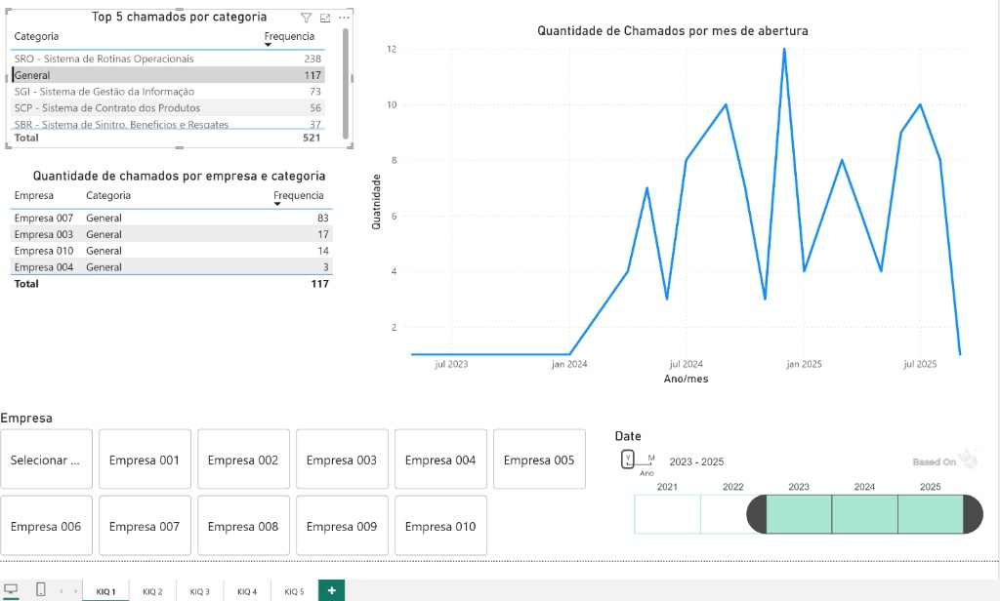 Top 5 chamados por categoria
Categoria Frequencia
SRO - Sistema de Rotinas Operacionais 238
General 117
SGI - Sistema de Gestão da Informação 73
SCP - Sistema de Contrato dos Produtos 56
SBR - Sistema de Sinitro, Beneficios e Resgates 37
Total 521
Quantidade de chamados por empresa e categoria
Empresa Categoria Frequencia
Empresa 007 General 83
Empresa 003 General 17
Empresa 010 General 14
Empresa 004 General 3
Total 117
Quantidade de Chamados por mes de abertura
12
10
8
6
4
2
Quatnidade
jul 2023 jan 2024 jul 2024 jan 2025 jul 2025
Ano/mes
Empresa
Selecionar ... Empresa 001 Empresa 002 Empresa 003 Empresa 004 Empresa 005
Empresa 006 Empresa 007 Empresa 008 Empresa 009 Empresa 010
Date
Y M 2023 - 2025 Based On
Ano
2021 2022 2023 2024 2025
KIQ 1 KIQ 2 KIQ 3 KIQ 4 KIQ 5 +